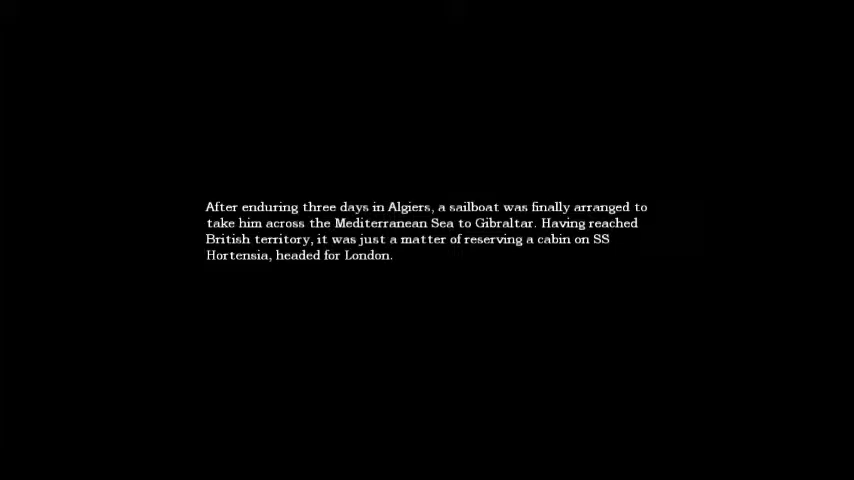 After enduring three days in Algiers, a sailboat was finally arranged to
take him across the Mediterranean Sea to Gibraltar. Having reached
British territory, it was just a matter of reserving a cabin on SS
Hortensia, headed for London.